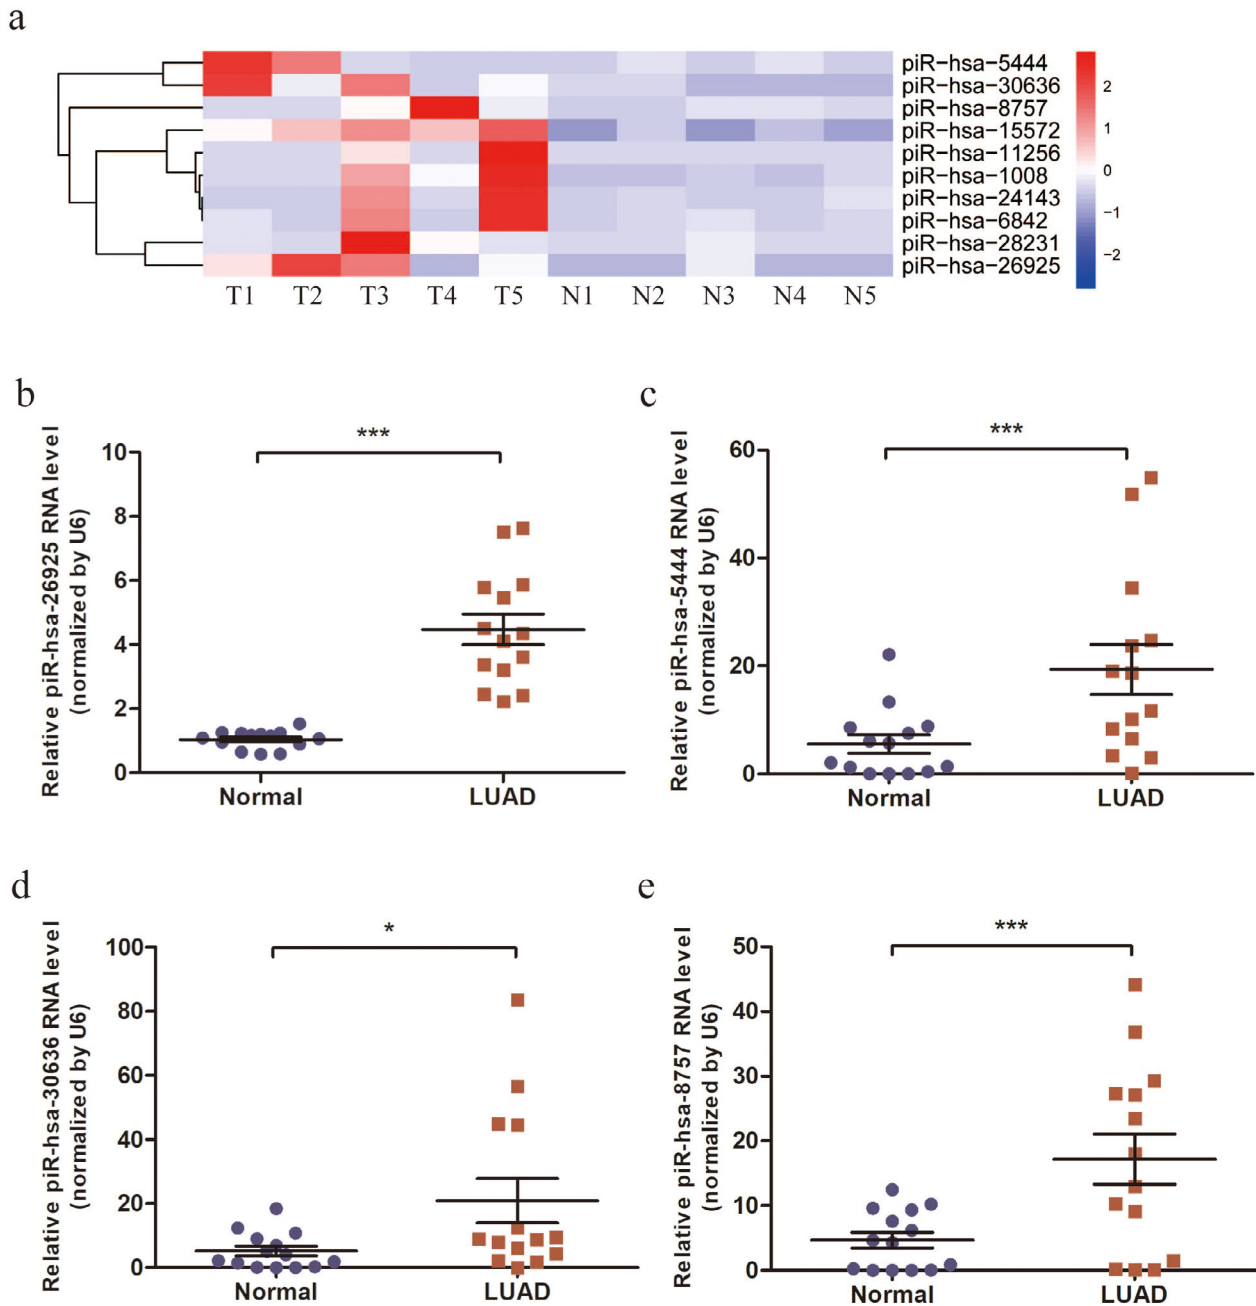 a
piR-hsa-5444
piR-hsa-30636
piR-hsa-8757
piR-hsa-15572
piR-hsa-11256
piR-hsa-1008
piR-hsa-24143
piR-hsa-6842
piR-hsa-28231
piR-hsa-26925
2
1
0
-1
-2
T1 T2 T3 T4 T5 N1 N2 N3 N4 N5
b
Relative piR-hsa-26925 RNA level
(normalized by U6)
10
8
6
4
2
0
***
Normal LUAD
c
Relative piR-hsa-5444 RNA level
(normalized by U6)
60
40
20
0
***
Normal LUAD
d
Relative piR-hsa-30636 RNA level
(normalized by U6)
100
80
60
40
20
0
*
Normal LUAD
e
Relative piR-hsa-8757 RNA level
(normalized by U6)
50
40
30
20
10
0
***
Normal LUAD